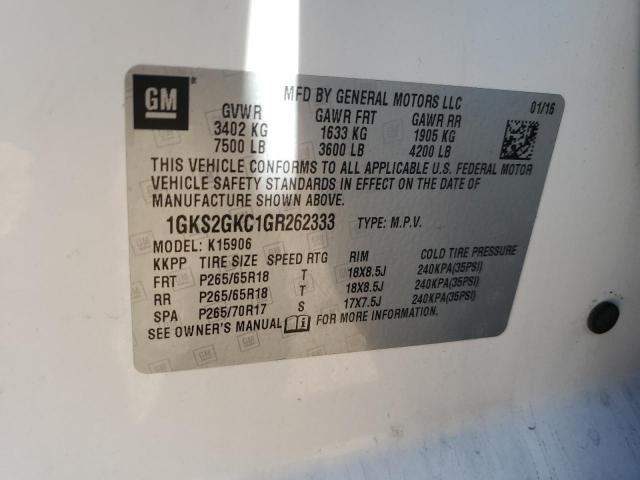 GM
MFD BY GENERAL MOTORS LLC 01/16
GVWR GAWR FRT GAWR RR
3402 KG 1633 KG 1905 KG
7500 LB 3600 LB 4200 LB
THIS VEHICLE CONFORMS TO ALL APPLICABLE U.S. FEDERAL MOTOR
VEHICLE SAFETY STANDARDS IN EFFECT ON THE DATE OF
MANUFACTURE SHOWN ABOVE.
1GKS2GKC1GR262333 TYPE: M.P.V.
MODEL: K15906
KKPP TIRE SIZE SPEED RTG RIM COLD TIRE PRESSURE
FRT P265/65R18 T 18X8.5J 240KPA(35PSI)
RR P265/65R18 T 18X8.5J 240KPA(35PSI)
SPA P265/70R17 S 17X7.5J 240KPA(35PSI)
SEE OWNER'S MANUAL FOR MORE INFORMATION.